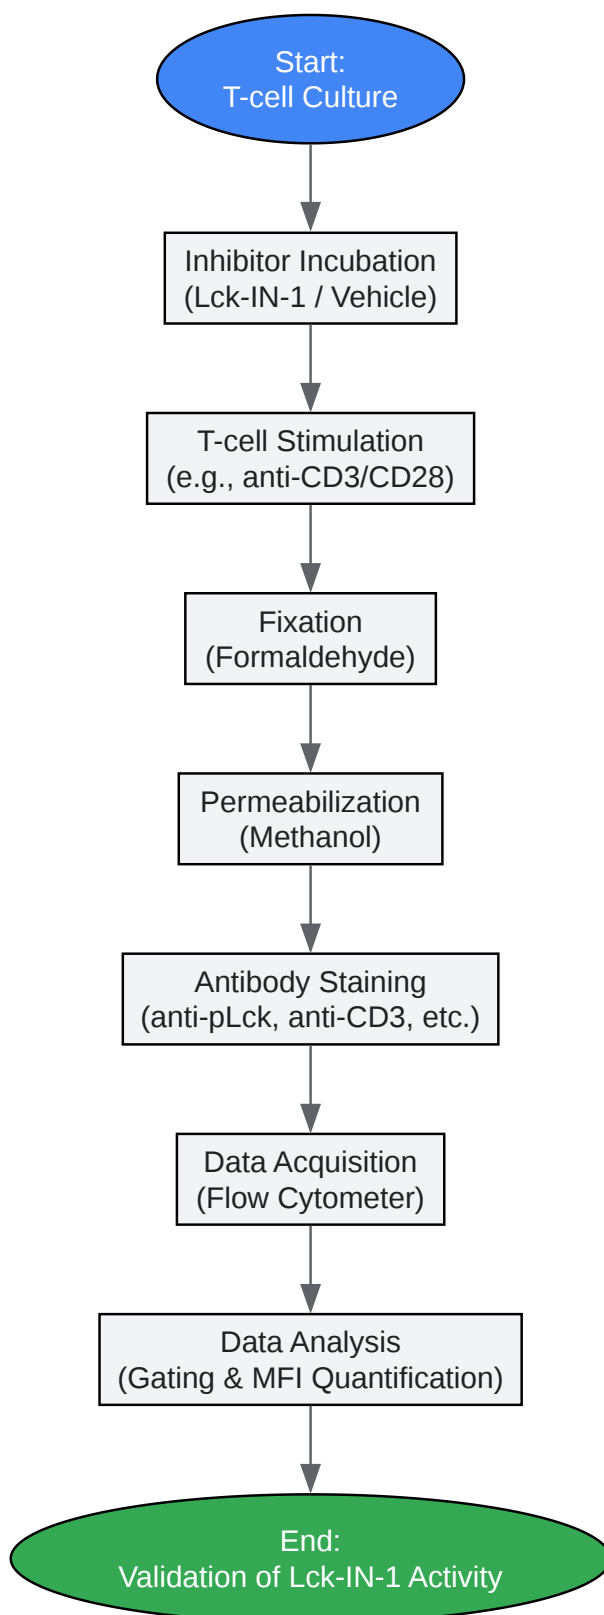 Start:
T-cell Culture
Inhibitor Incubation
(Lck-IN-1 / Vehicle)
T-cell Stimulation
(e.g., anti-CD3/CD28)
Fixation
(Formaldehyde)
Permeabilization
(Methanol)
Antibody Staining
(anti-pLck, anti-CD3, etc.)
Data Acquisition
(Flow Cytometer)
Data Analysis
(Gating & MFI Quantification)
End:
Validation of Lck-IN-1 Activity